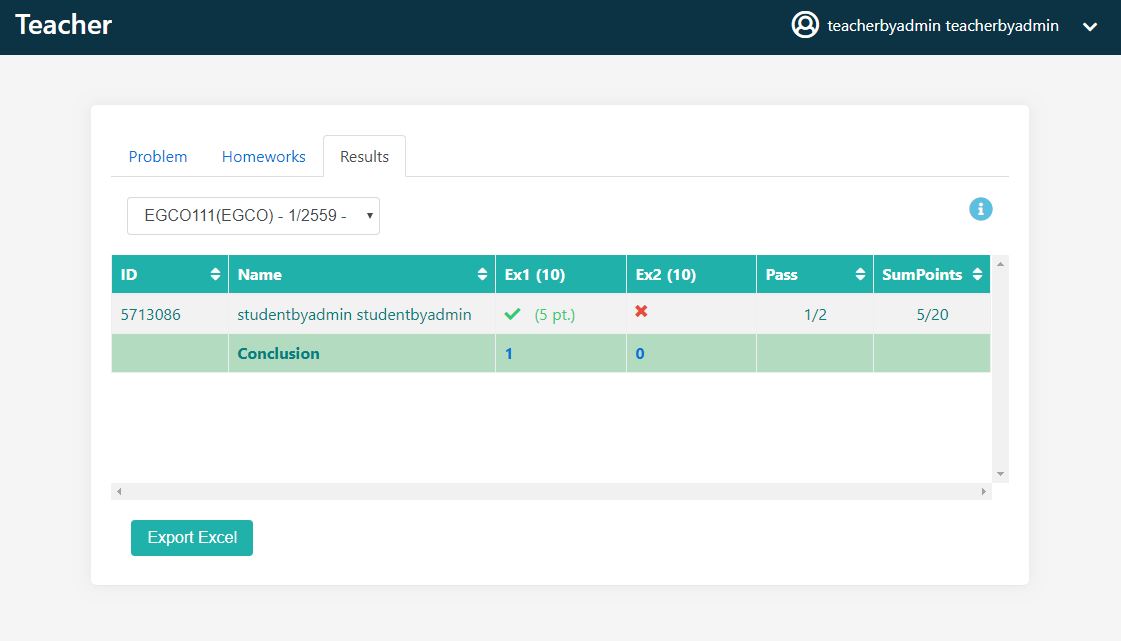 Teacher
teacherbyadmin teacherbyadmin
Problem Homeworks Results
EGCO111(EGCO) - 1/2559 -
ID Name Ex1 (10) Ex2 (10) Pass SumPoints
5713086 studentbyadmin studentbyadmin (5 pt.) 1/2 5/20
Conclusion 1 0
Export Excel